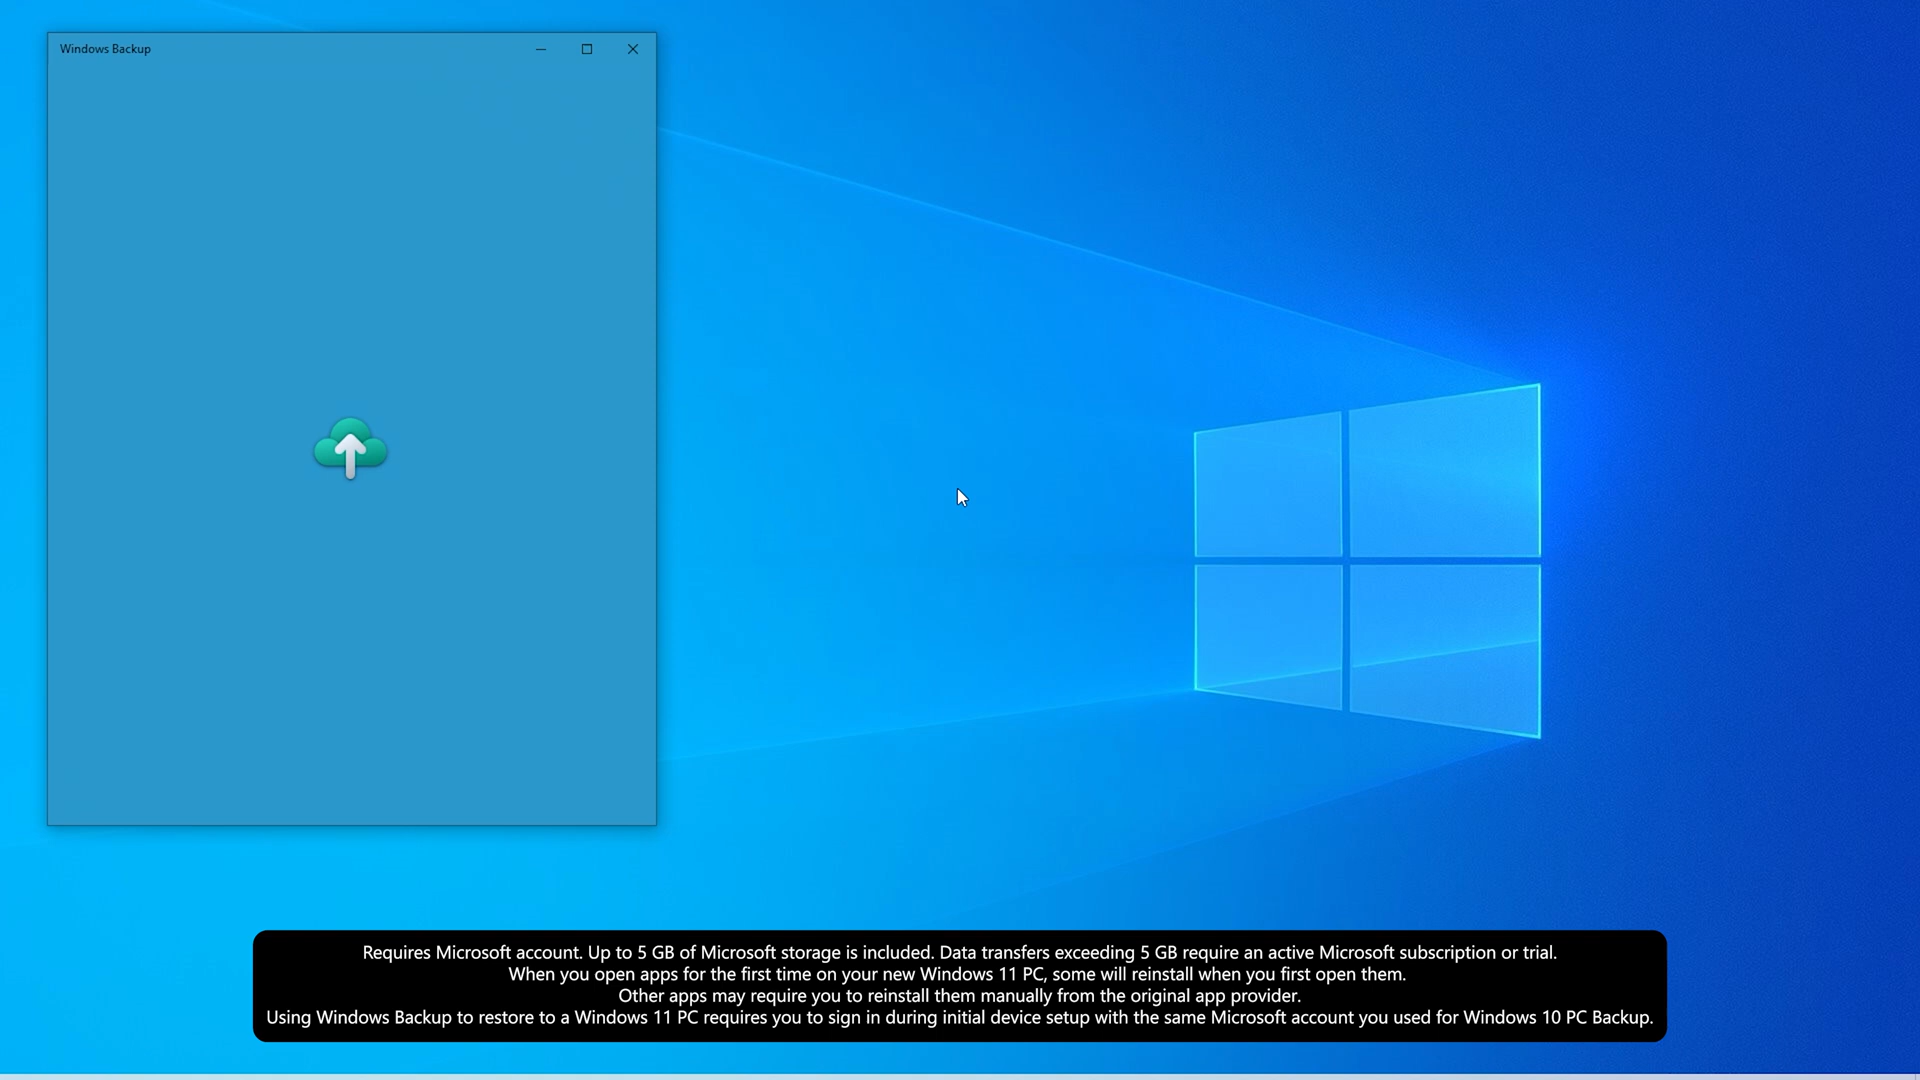 Windows Backup
Requires Microsoft account. Up to 5 GB of Microsoft storage is included. Data transfers exceeding 5 GB require an active Microsoft subscription or trial.
When you open apps for the first time on your new Windows 11 PC, some will reinstall when you first open them.
Other apps may require you to reinstall them manually from the original app provider.
Using Windows Backup to restore to a Windows 11 PC requires you to sign in during initial device setup with the same Microsoft account you used for Windows 10 PC Backup.